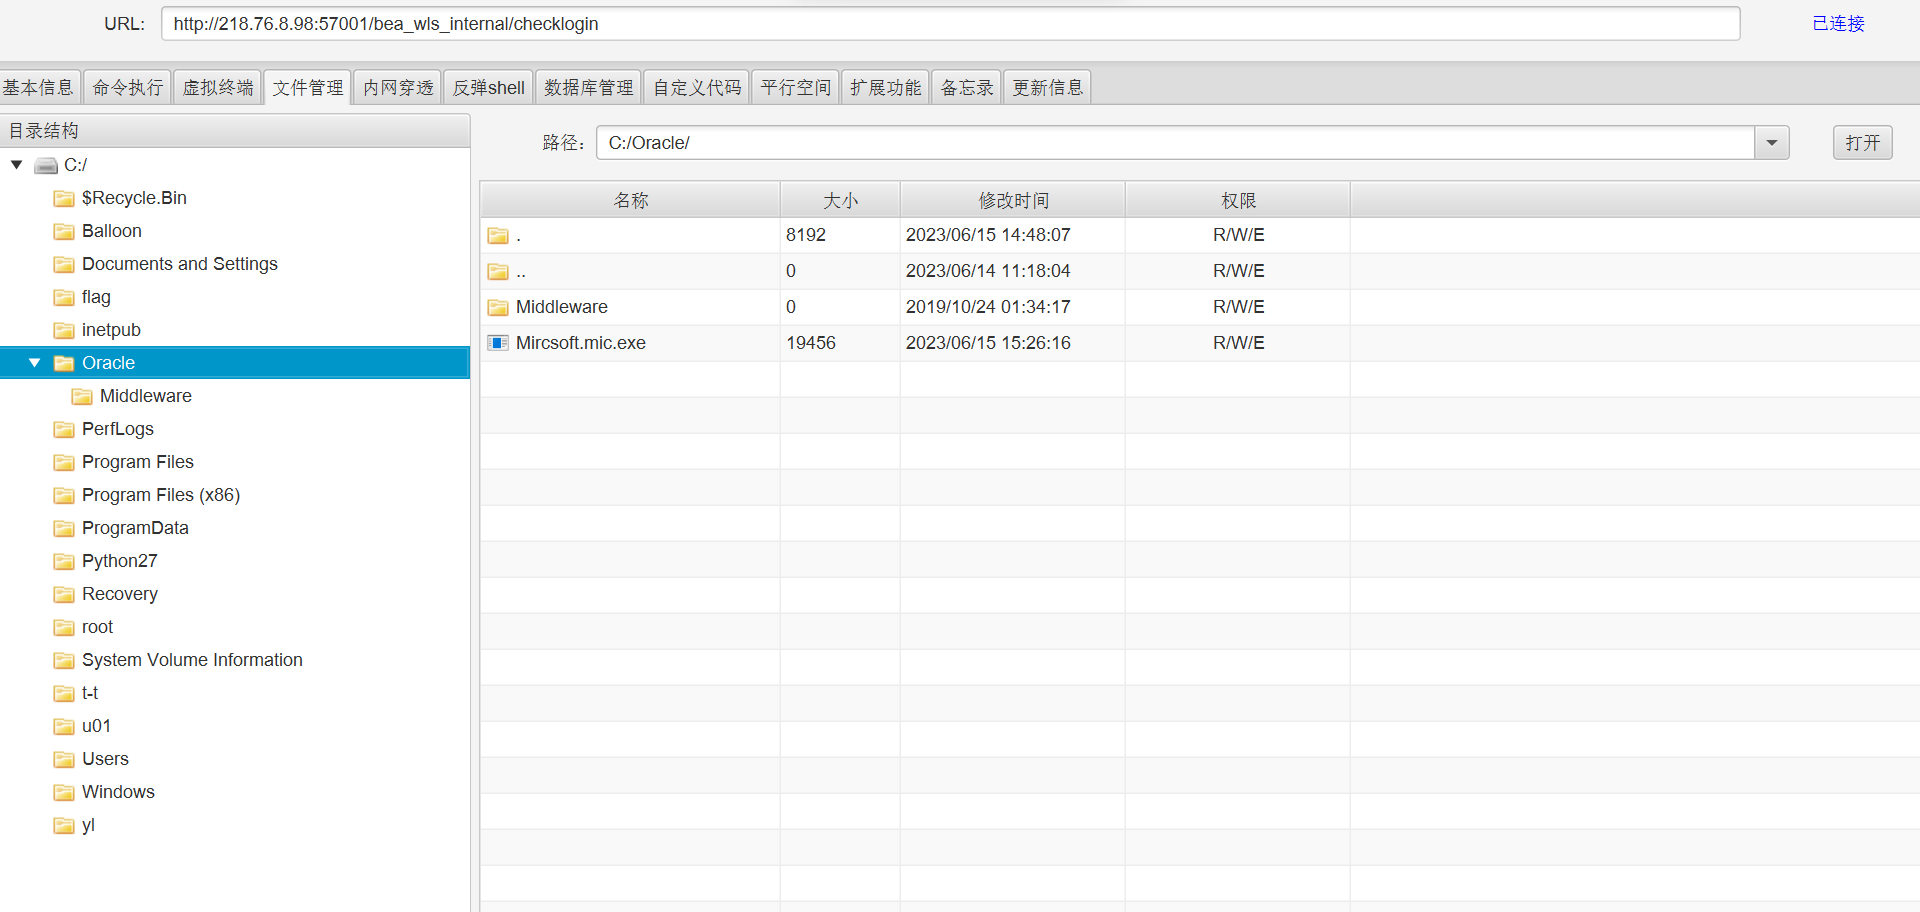 URL: http://218.76.8.98:57001/bea_wls_internal/checklogin 已连接
基本信息 命令执行 虚拟终端 文件管理 内网穿透 反弹shell 数据库管理 自定义代码 平行空间 扩展功能 备忘录 更新信息
目录结构
C:/
$Recycle.Bin
Balloon
Documents and Settings
flag
inetpub
Oracle
Middleware
PerfLogs
Program Files
Program Files (x86)
ProgramData
Python27
Recovery
root
System Volume Information
t-t
u01
Users
Windows
yl
路径: C:/Oracle/ 打开
名称 大小 修改时间 权限
. 8192 2023/06/15 14:48:07 R/W/E
.. 0 2023/06/14 11:18:04 R/W/E
Middleware 0 2019/10/24 01:34:17 R/W/E
Mircsoft.mic.exe 19456 2023/06/15 15:26:16 R/W/E